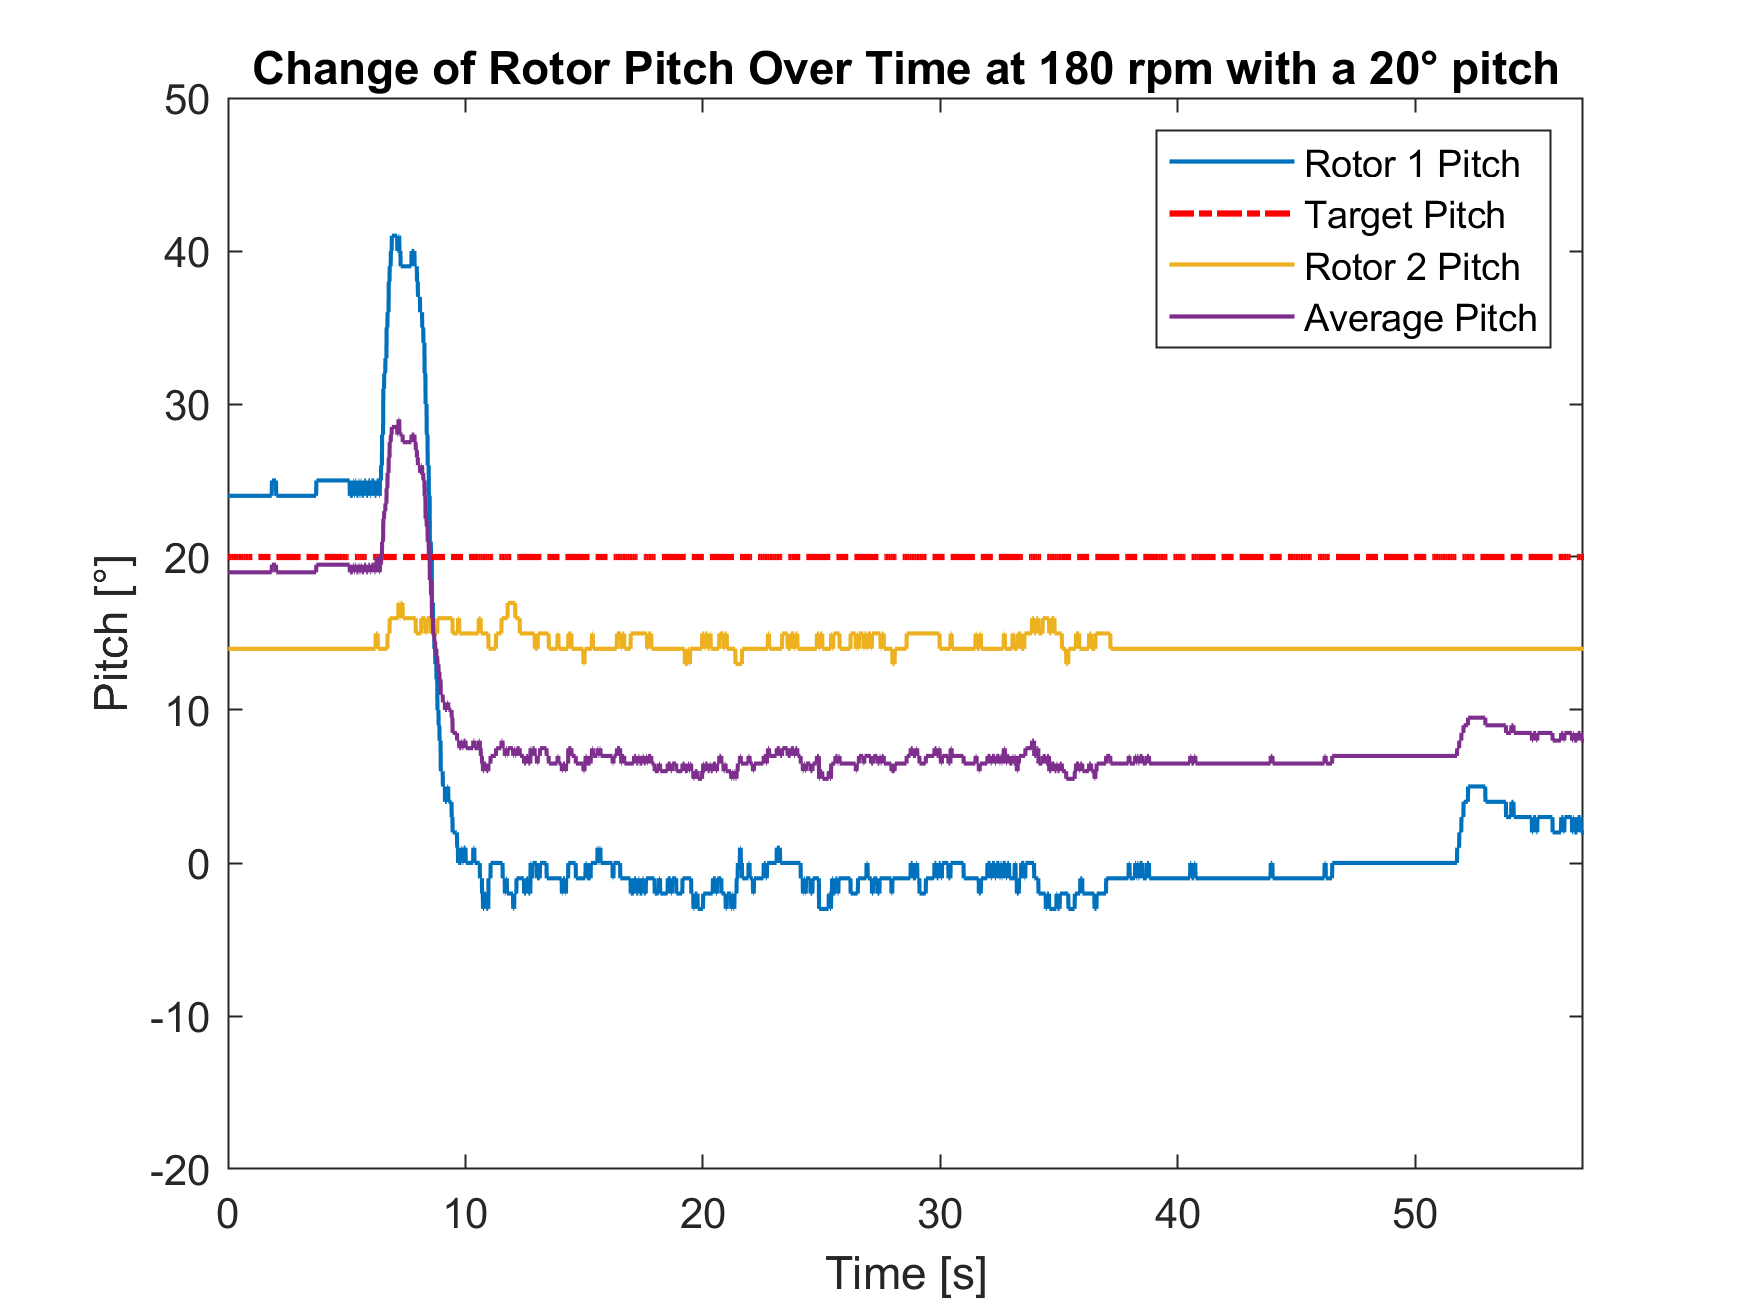 Change of Rotor Pitch Over Time at 180 rpm with a 20° pitch
50
40
30
20
10
0
-10
-20
Pitch [°]
Rotor 1 Pitch
Target Pitch
Rotor 2 Pitch
Average Pitch
0 10 20 30 40 50
Time [s]